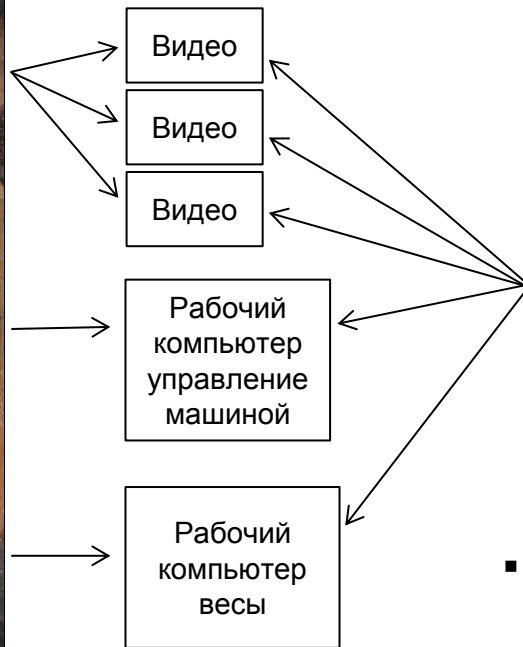 Видео
Видео
Видео
Рабочий
компьютер
управление
машиной
Рабочий
компьютер
весы